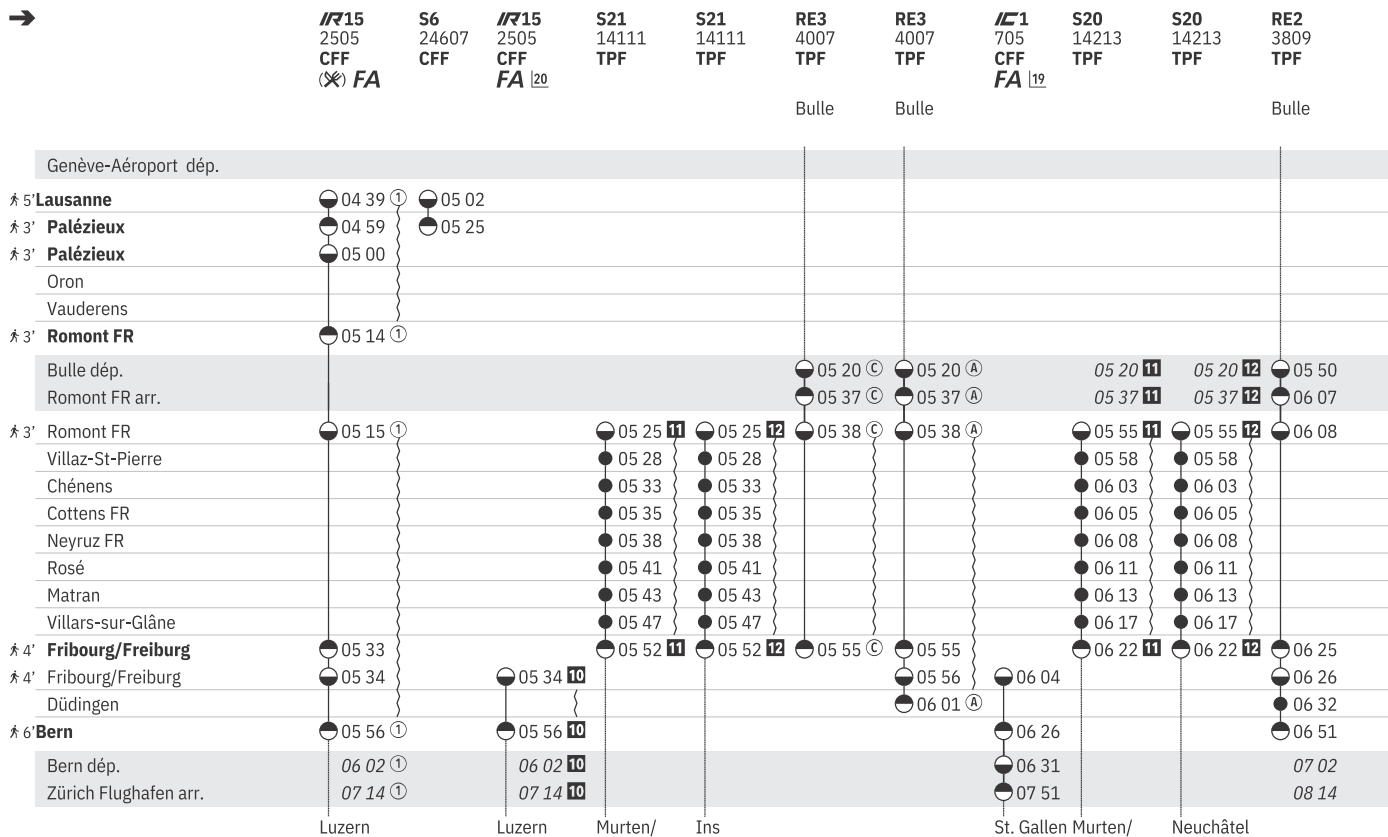 ➔ IR15 S6 IR15 S21 S21 RE3 RE3 IC1 S20 S20 RE2
2505 24607 2505 14111 14111 4007 4007 705 14213 14213 3809
CFF CFF CFF TPF TPF TPF TPF CFF TPF TPF TPF
FA FA 20 FA 19
Bulle Bulle Bulle
Genève-Aéroport dép.
5' Lausanne 04 39 ① 05 02
3' Palézieux 04 59 05 25
3' Palézieux 05 00
Oron
Vauderens
3' Romont FR 05 14 ①
Bulle dép. 05 20 Ⓒ 05 20 Ⓐ 05 20 11 05 20 12 05 50
Romont FR arr. 05 37 Ⓒ 05 37 Ⓐ 05 37 11 05 37 12 06 07
3' Romont FR 05 15 ① 05 25 11 05 25 12 05 38 Ⓒ 05 38 Ⓐ 05 55 11 05 55 12 06 08
Villaz-St-Pierre 05 28 05 28 05 58 05 58
Chénens 05 33 05 33 06 03 06 03
Cottens FR 05 35 05 35 06 05 06 05
Neyruz FR 05 38 05 38 06 08 06 08
Rosé 05 41 05 41 06 11 06 11
Matran 05 43 05 43 06 13 06 13
Villars-sur-Glâne 05 47 05 47 06 17 06 17
4' Fribourg/Freiburg 05 33 05 52 11 05 52 12 05 55 Ⓒ 05 55 06 22 11 06 22 12 06 25
4' Fribourg/Freiburg 05 34 05 34 10 05 56 06 04 06 26
Düdingen 06 01 Ⓐ 06 32
6' Bern 05 56 ① 05 56 10 06 26 06 51
Bern dép. 06 02 ① 06 02 10 06 31 07 02
Zürich Flughafen arr. 07 14 ① 07 14 10 07 51 08 14
Luzern Luzern Murten/ Ins St. Gallen Murten/ Neuchâtel